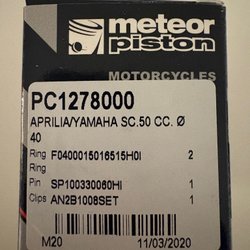 meteor
piston
MOTORCYCLES
PC1278000
APRILIA/YAMAHA SC.50 CC. Ø
40
Ring F0400015016515H0I 2
Ring
Pin SP100330060HI 1
Clips AN2B1008SET 1
M20 11/03/2020